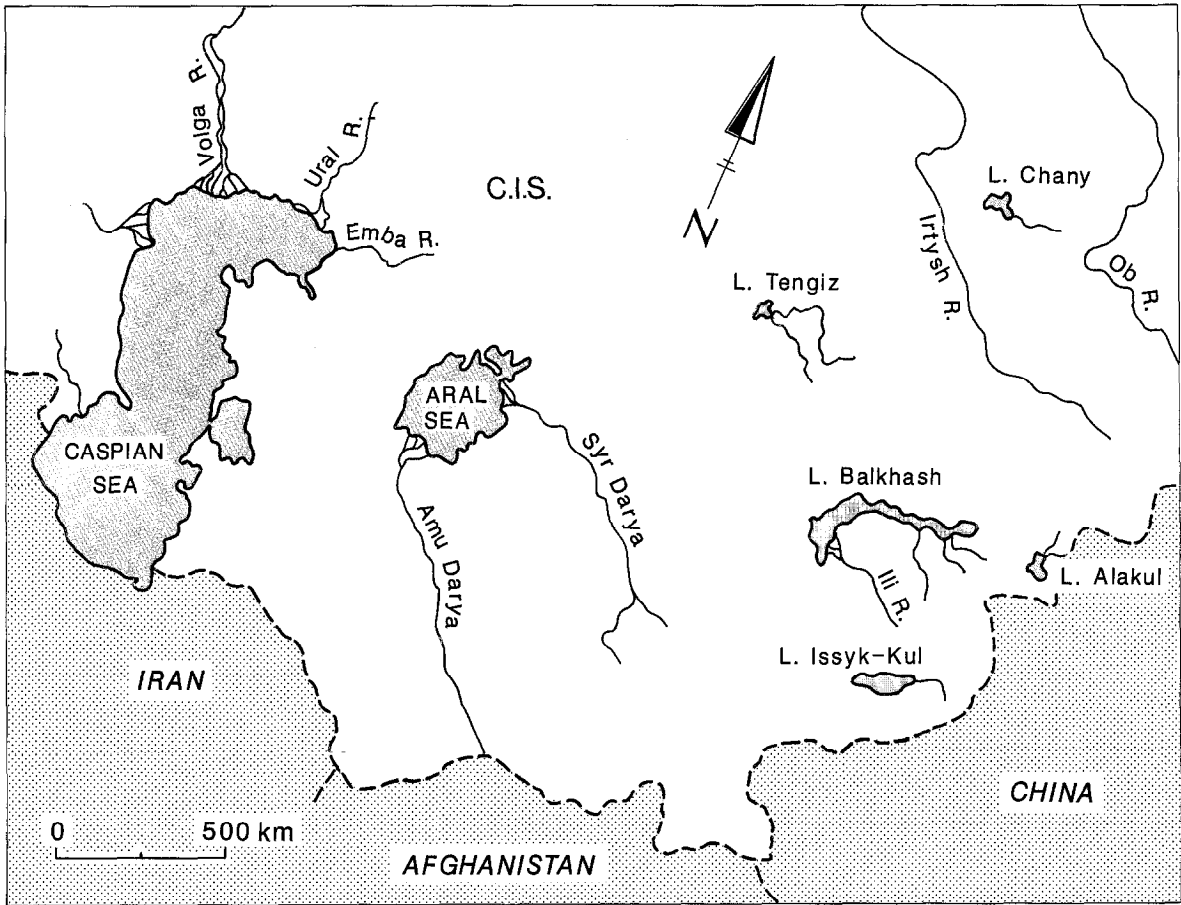 Volga R.
Ural R.
C.I.S.
Emba R.
N
L. Chany
Irtysh R.
Ob R.
L. Tengiz
ARAL
SEA
CASPIAN
SEA
Syr Darya
Amu Darya
L. Balkhash
Ili R.
L. Alakul
L. Issyk-Kul
IRAN
CHINA
0 500 km
AFGHANISTAN